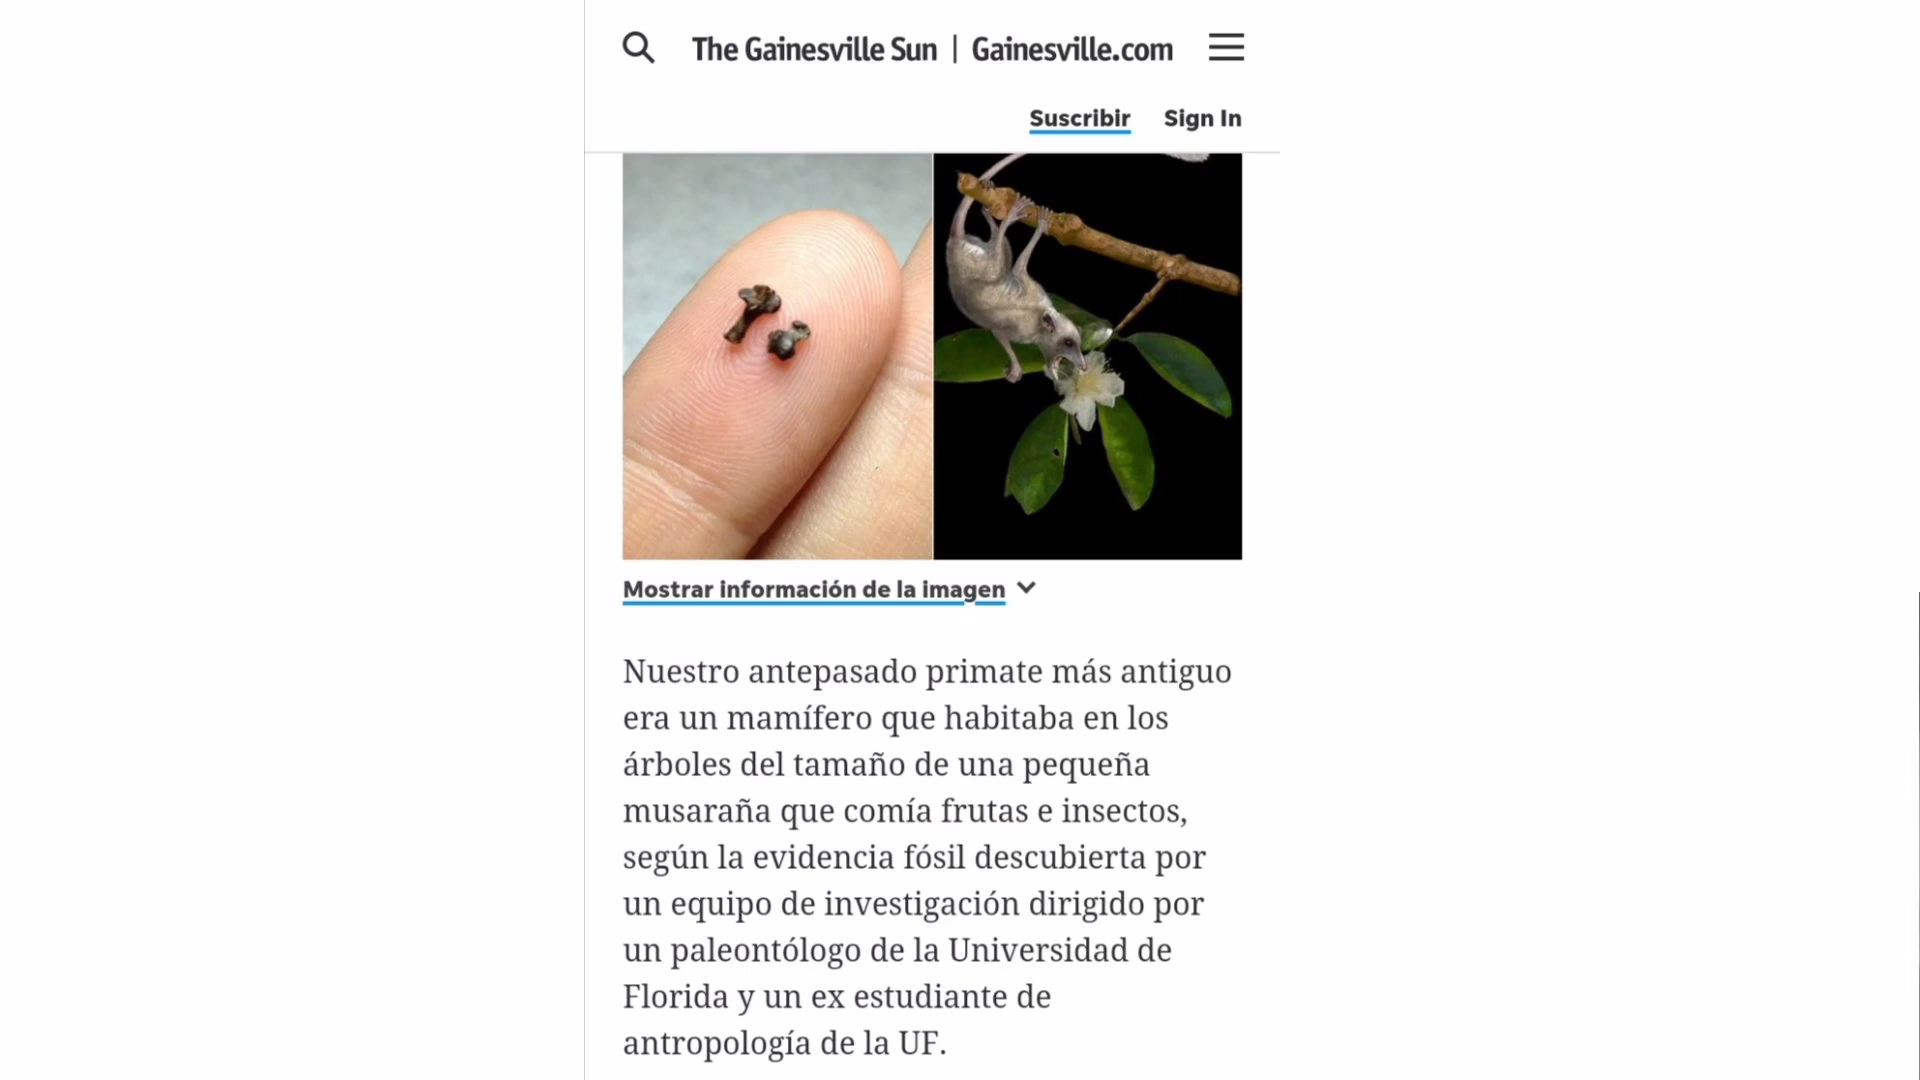 The Gainesville Sun | Gainesville.com
Suscribir Sign In
Mostrar información de la imagen
Nuestro antepasado primate más antiguo
era un mamífero que habitaba en los
árboles del tamaño de una pequeña
musaraña que comía frutas e insectos,
según la evidencia fósil descubierta por
un equipo de investigación dirigido por
un paleontólogo de la Universidad de
Florida y un ex estudiante de
antropología de la UF.